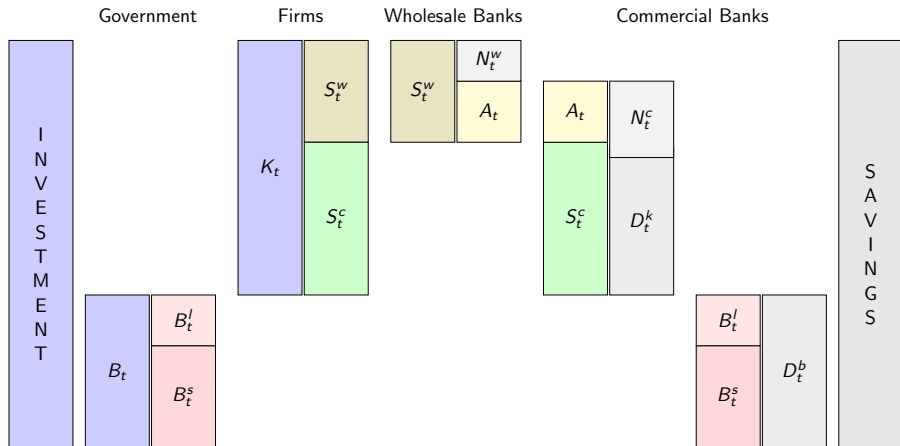 Government
Firms
Wholesale Banks
Commercial Banks
I
N
V
E
S
T
M
E
N
T
B_t
B_t^l
B_t^s
K_t
S_t^w
S_t^c
S_t^w
N_t^w
A_t
A_t
S_t^c
N_t^c
D_t^k
B_t^l
B_t^s
D_t^b
S
A
V
I
N
G
S